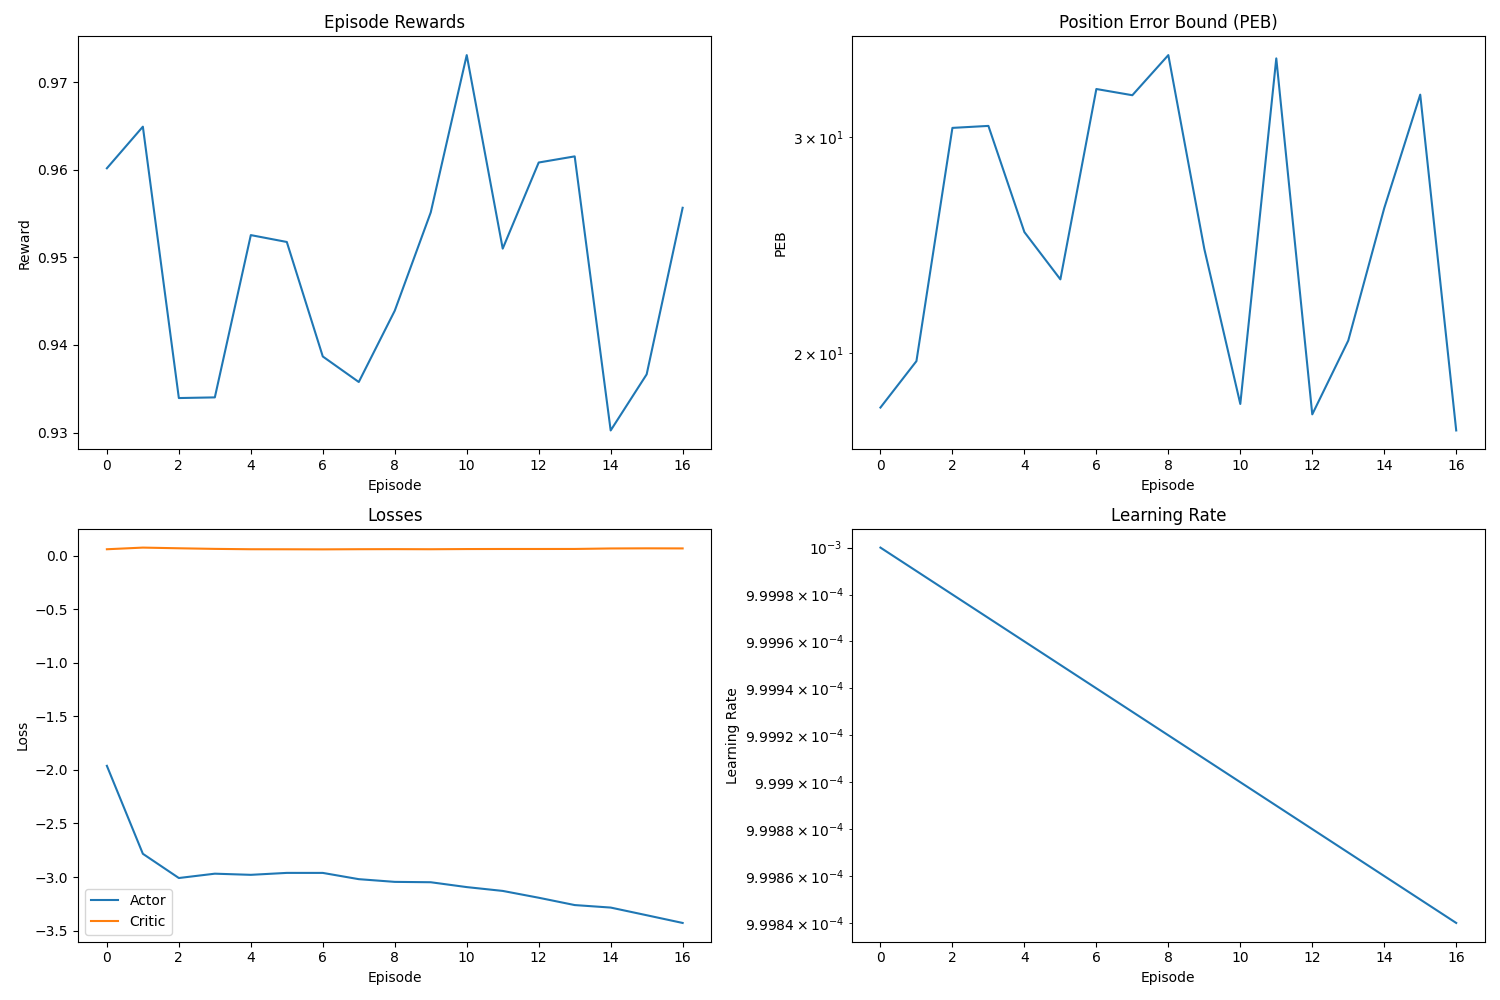 Episode Rewards
Reward
0.97
0.96
0.95
0.94
0.93
0 2 4 6 8 10 12 14 16
Episode
Position Error Bound (PEB)
PEB
3 × 10¹
2 × 10¹
0 2 4 6 8 10 12 14 16
Episode
Losses
Loss
0.0
−0.5
−1.0
−1.5
−2.0
−2.5
−3.0
−3.5
Actor
Critic
0 2 4 6 8 10 12 14 16
Episode
Learning Rate
Learning Rate
10⁻³
9.9998 × 10⁻⁴
9.9996 × 10⁻⁴
9.9994 × 10⁻⁴
9.9992 × 10⁻⁴
9.999 × 10⁻⁴
9.9988 × 10⁻⁴
9.9986 × 10⁻⁴
9.9984 × 10⁻⁴
0 2 4 6 8 10 12 14 16
Episode